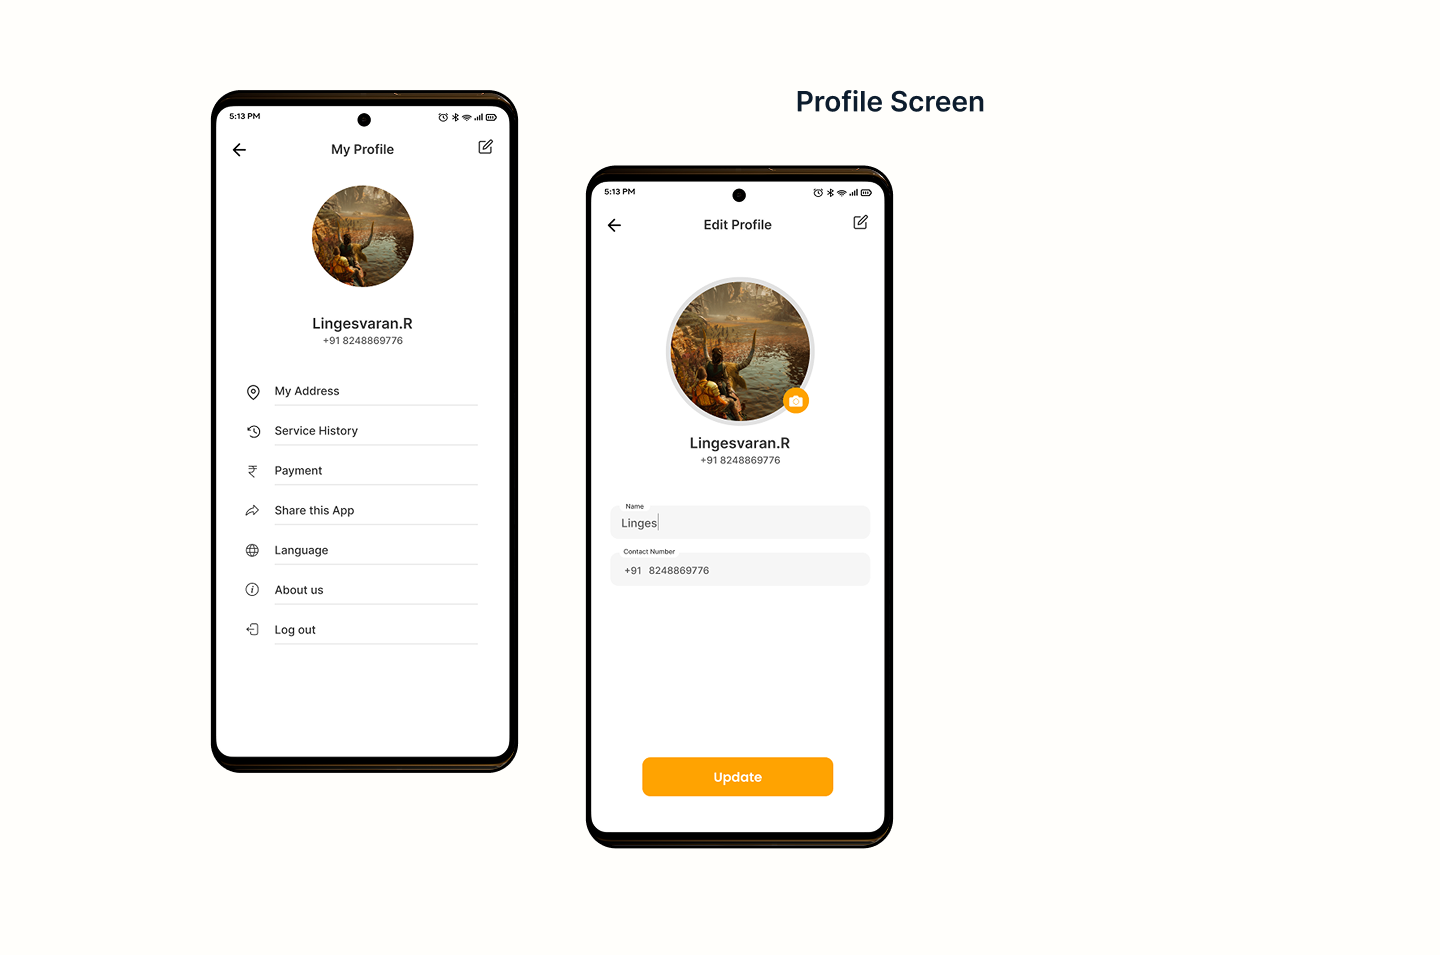 Profile Screen
5:13 PM
My Profile
Lingesvaran.R
+91 8248869776
My Address
Service History
Payment
Share this App
Language
About us
Log out
5:13 PM
Edit Profile
Lingesvaran.R
+91 8248869776
Name
Linges
Contact Number
+91 8248869776
Update